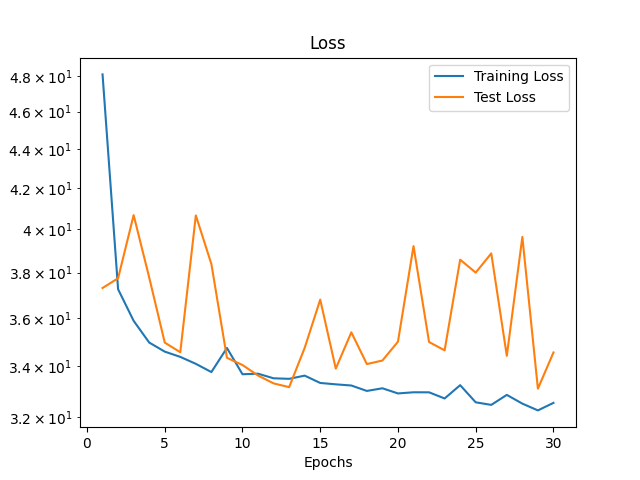 Loss
Training Loss
Test Loss
4.8 × 10¹
4.6 × 10¹
4.4 × 10¹
4.2 × 10¹
4 × 10¹
3.8 × 10¹
3.6 × 10¹
3.4 × 10¹
3.2 × 10¹
0 5 10 15 20 25 30
Epochs